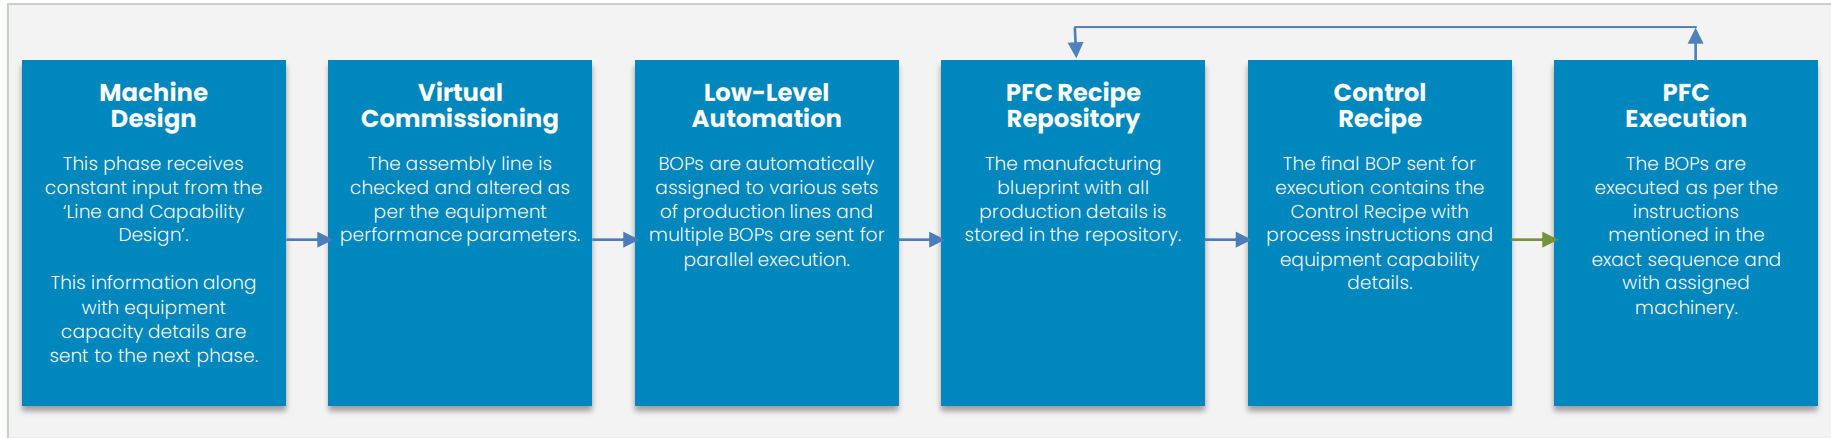 Machine
Design
This phase receives
constant input from the
‘Line and Capability
Design’.
This information along
with equipment
capacity details are
sent to the next phase.
Virtual
Commissioning
The assembly line is
checked and altered as
per the equipment
performance parameters.
Low-Level
Automation
BOPs are automatically
assigned to various sets
of production lines and
multiple BOPs are sent for
parallel execution.
PFC Recipe
Repository
The manufacturing
blueprint with all
production details is
stored in the repository.
Control
Recipe
The final BOP sent for
execution contains the
Control Recipe with
process instructions and
equipment capability
details.
PFC
Execution
The BOPs are
executed as per the
instructions
mentioned in the
exact sequence and
with assigned
machinery.